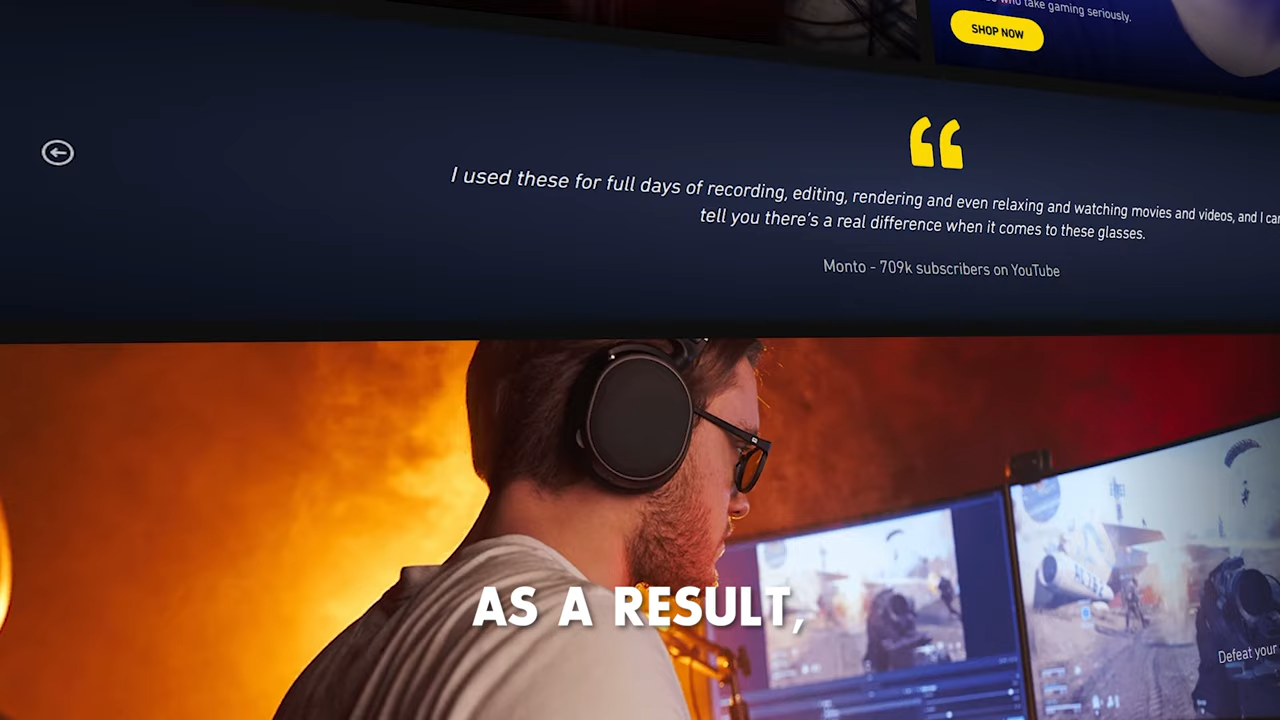 who take gaming seriously.
SHOP NOW
I used these for full days of recording, editing, rendering and even relaxing and watching movies and videos, and I can
tell you there's a real difference when it comes to these glasses.
Monto - 709k subscribers on YouTube
AS A RESULT,
Defeat your